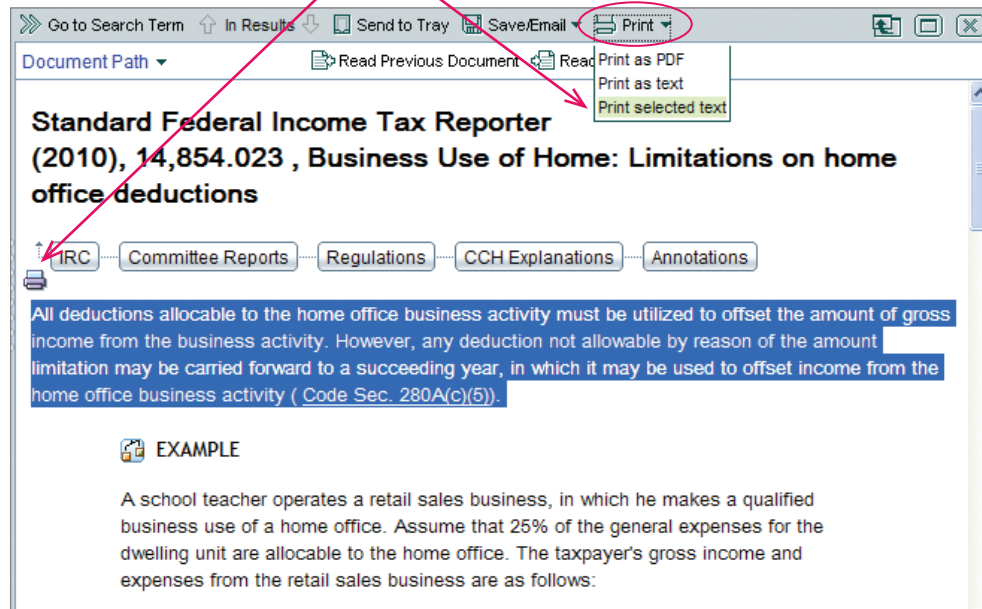 Go to Search Term In Results Send to Tray Save/Email Print
Document Path Read Previous Document Read
Print as PDF
Print as text
Print selected text
Standard Federal Income Tax Reporter
(2010), 14,854.023 , Business Use of Home: Limitations on home
office deductions
IRC Committee Reports Regulations CCH Explanations Annotations
All deductions allocable to the home office business activity must be utilized to offset the amount of gross
income from the business activity. However, any deduction not allowable by reason of the amount
limitation may be carried forward to a succeeding year, in which it may be used to offset income from the
home office business activity ( Code Sec. 280A(c)(5)).
EXAMPLE
A school teacher operates a retail sales business, in which he makes a qualified
business use of a home office. Assume that 25% of the general expenses for the
dwelling unit are allocable to the home office. The taxpayer's gross income and
expenses from the retail sales business are as follows: